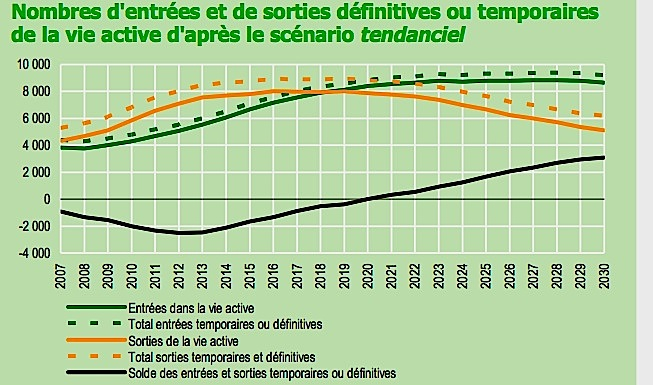 Nombres d'entrées et de sorties définitives ou temporaires
de la vie active d'après le scénario tendanciel
10 000
8 000
6 000
4 000
2 000
0
-2 000
-4 000
2007 2008 2009 2010 2011 2012 2013 2014 2015 2016 2017 2018 2019 2020 2021 2022 2023 2024 2025 2026 2027 2028 2029 2030
Entrées dans la vie active
Total entrées temporaires ou définitives
Sorties de la vie active
Total sorties temporaires et définitives
Solde des entrées et sorties temporaires ou définitives